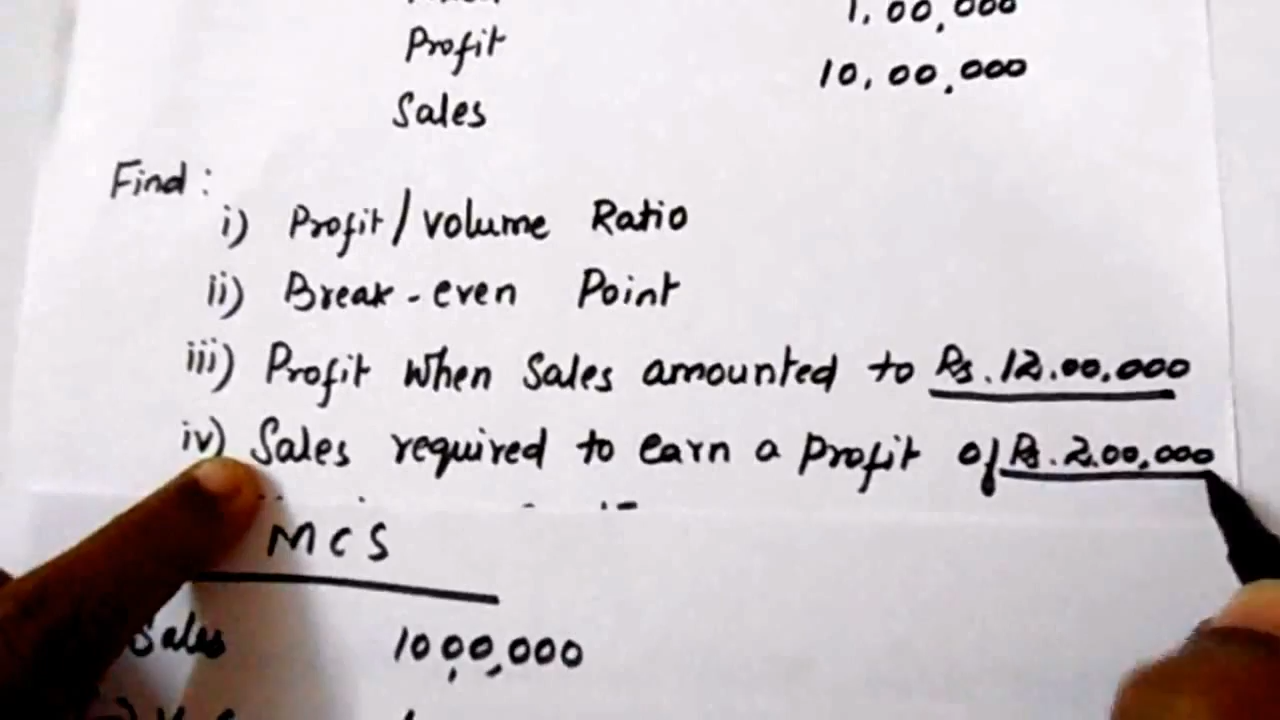 1,00,000
Profit
10,00,000
Sales
Find :
i) Profit/volume Ratio
ii) Break-even Point
iii) Profit when Sales amounted to Rs.12.00.000
iv) Sales required to earn a Profit of Rs.2.00,000
MCS
Sales 10,00,000